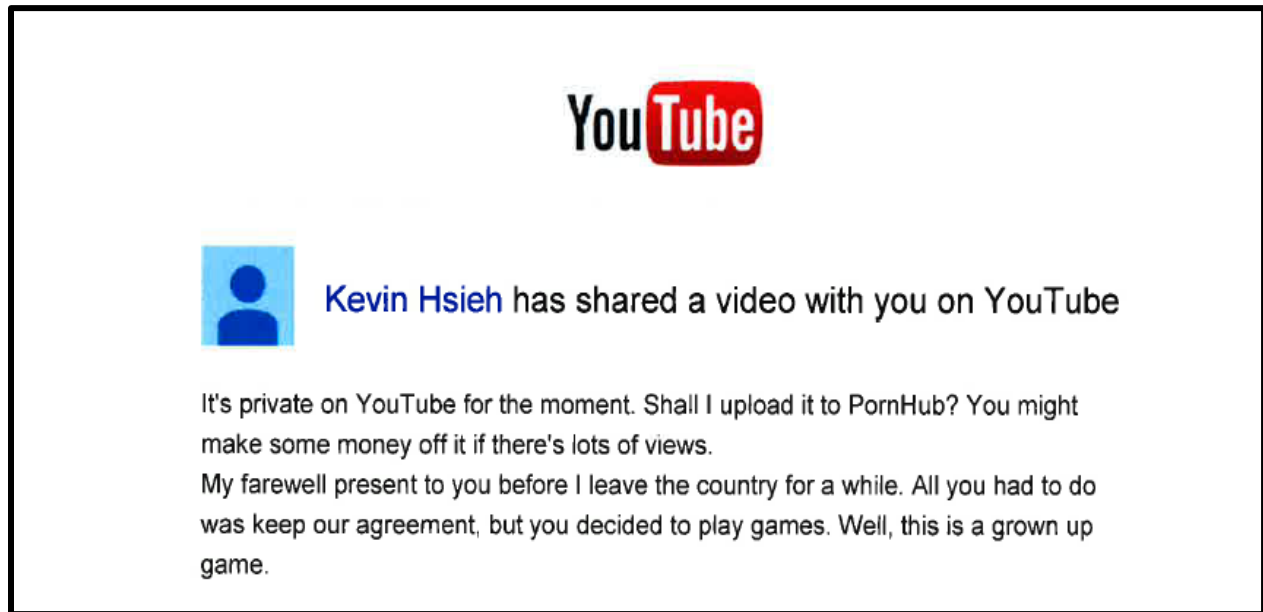 YouTube
Kevin Hsieh has shared a video with you on YouTube
It's private on YouTube for the moment. Shall I upload it to PornHub? You might
make some money off it if there's lots of views.
My farewell present to you before I leave the country for a while. All you had to do
was keep our agreement, but you decided to play games. Well, this is a grown up
game.